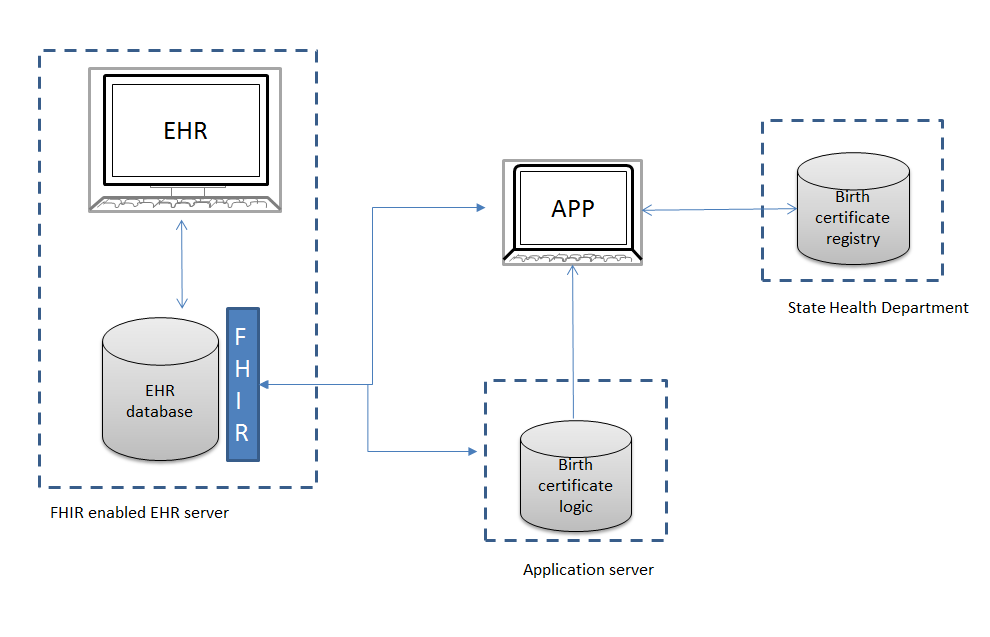 EHR
APP
Birth
certificate
registry
State Health Department
F
H
I
R
EHR
database
Birth
certificate
logic
FHIR enabled EHR server
Application server